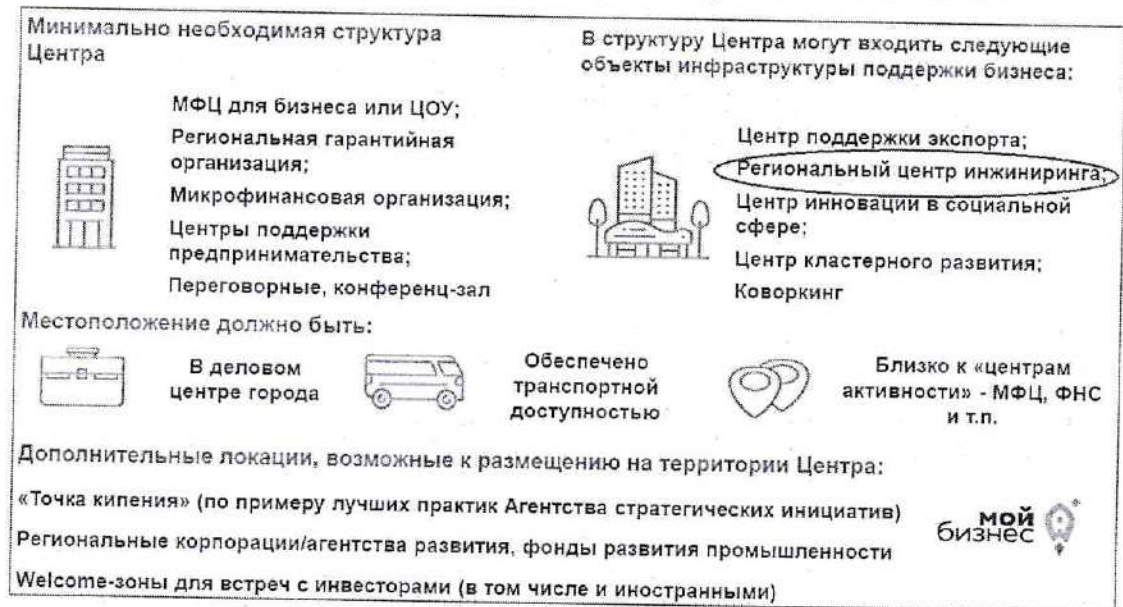 Минимально необходимая структура
Центра
МФЦ для бизнеса или ЦОУ;
Региональная гарантийная
организация;
Микрофинансовая организация;
Центры поддержки
предпринимательства;
Переговорные, конференц-зал
В структуру Центра могут входить следующие
объекты инфраструктуры поддержки бизнеса:
Центр поддержки экспорта;
Региональный центр инжиниринга;
Центр инновации в социальной
сфере;
Центр кластерного развития;
Коворкинг
Местоположение должно быть:
В деловом
центре города
Обеспечено
транспортной
доступностью
Близко к «центрам
активности» - МФЦ, ФНС
и т.п.
Дополнительные локации, возможные к размещению на территории Центра:
«Точка кипения» (по примеру лучших практик Агентства стратегических инициатив)
Региональные корпорации/агентства развития, фонды развития промышленности
Welcome-зоны для встреч с инвесторами (в том числе и иностранными)
мой
бизнес